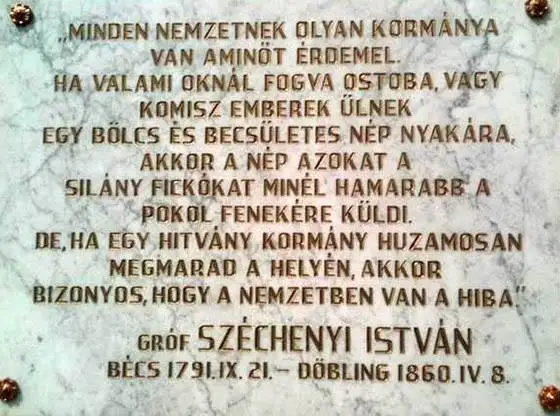 „MINDEN NEMZETNEK OLYAN KORMÁNYA
VAN AMINŐT ÉRDEMEL.
HA VALAMI OKNÁL FOGVA OSTOBA, VAGY
KOMISZ EMBEREK ÜLNEK
EGY BÖLCS ÉS BECSÜLETES NÉP NYAKÁRA,
AKKOR A NÉP AZOKAT A
SILÁNY FICKÓKAT MINÉL HAMARABB A
POKOL FENEKÉRE KÜLDI.
DE, HA EGY HITVÁNY KORMÁNY HUZAMOSAN
MEGMARAD A HELYÉN, AKKOR
BIZONYOS, HOGY A NEMZETBEN VAN A HIBA."
GRÓF SZÉCHENYI ISTVÁN
BÉCS 1791. IX. 21. – DÖBLING 1860. IV. 8.